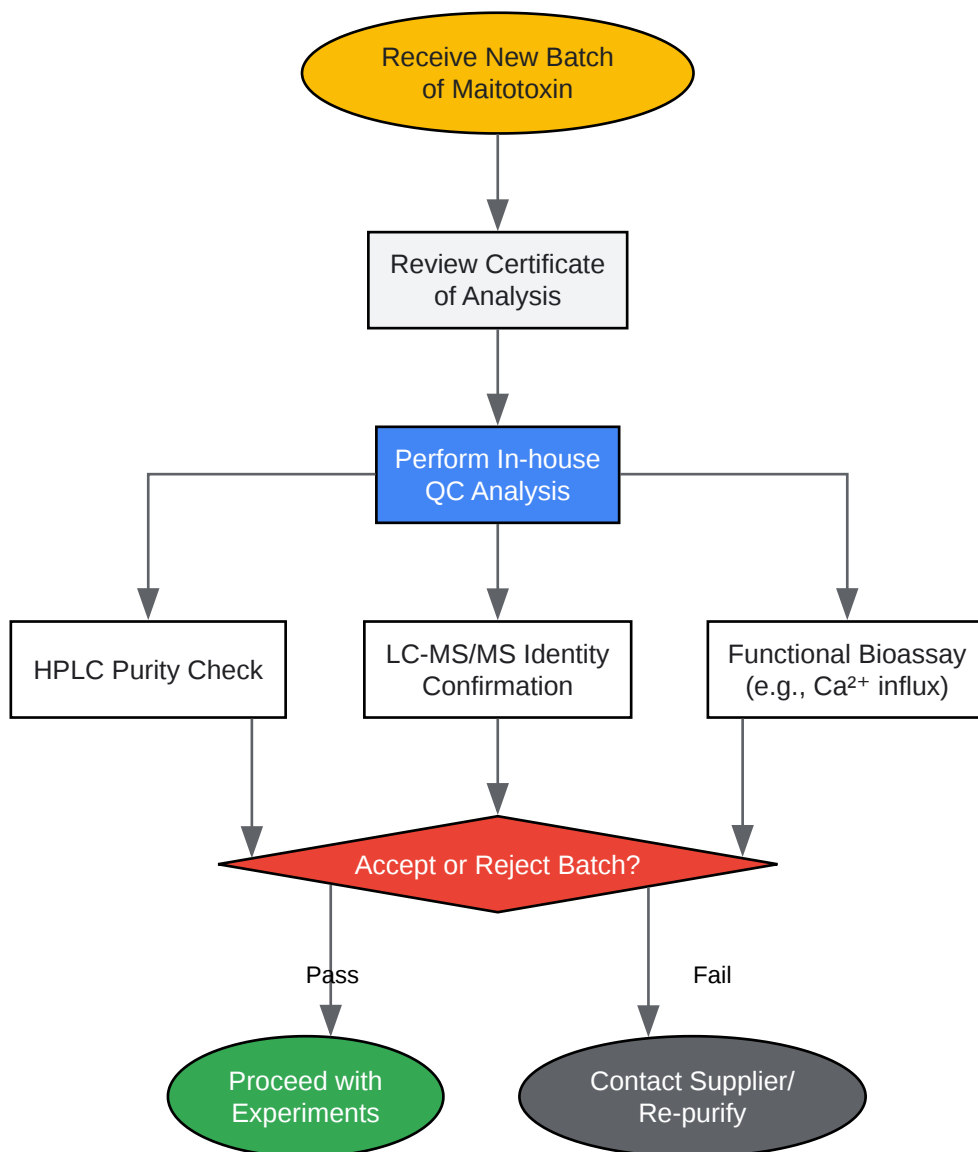 Receive New Batch
of Maitotoxin
Review Certificate
of Analysis
Perform In-house
QC Analysis
HPLC Purity Check
LC-MS/MS Identity
Confirmation
Functional Bioassay
(e.g., Ca²⁺ influx)
Accept or Reject Batch?
Pass
Fail
Proceed with
Experiments
Contact Supplier/
Re-purify